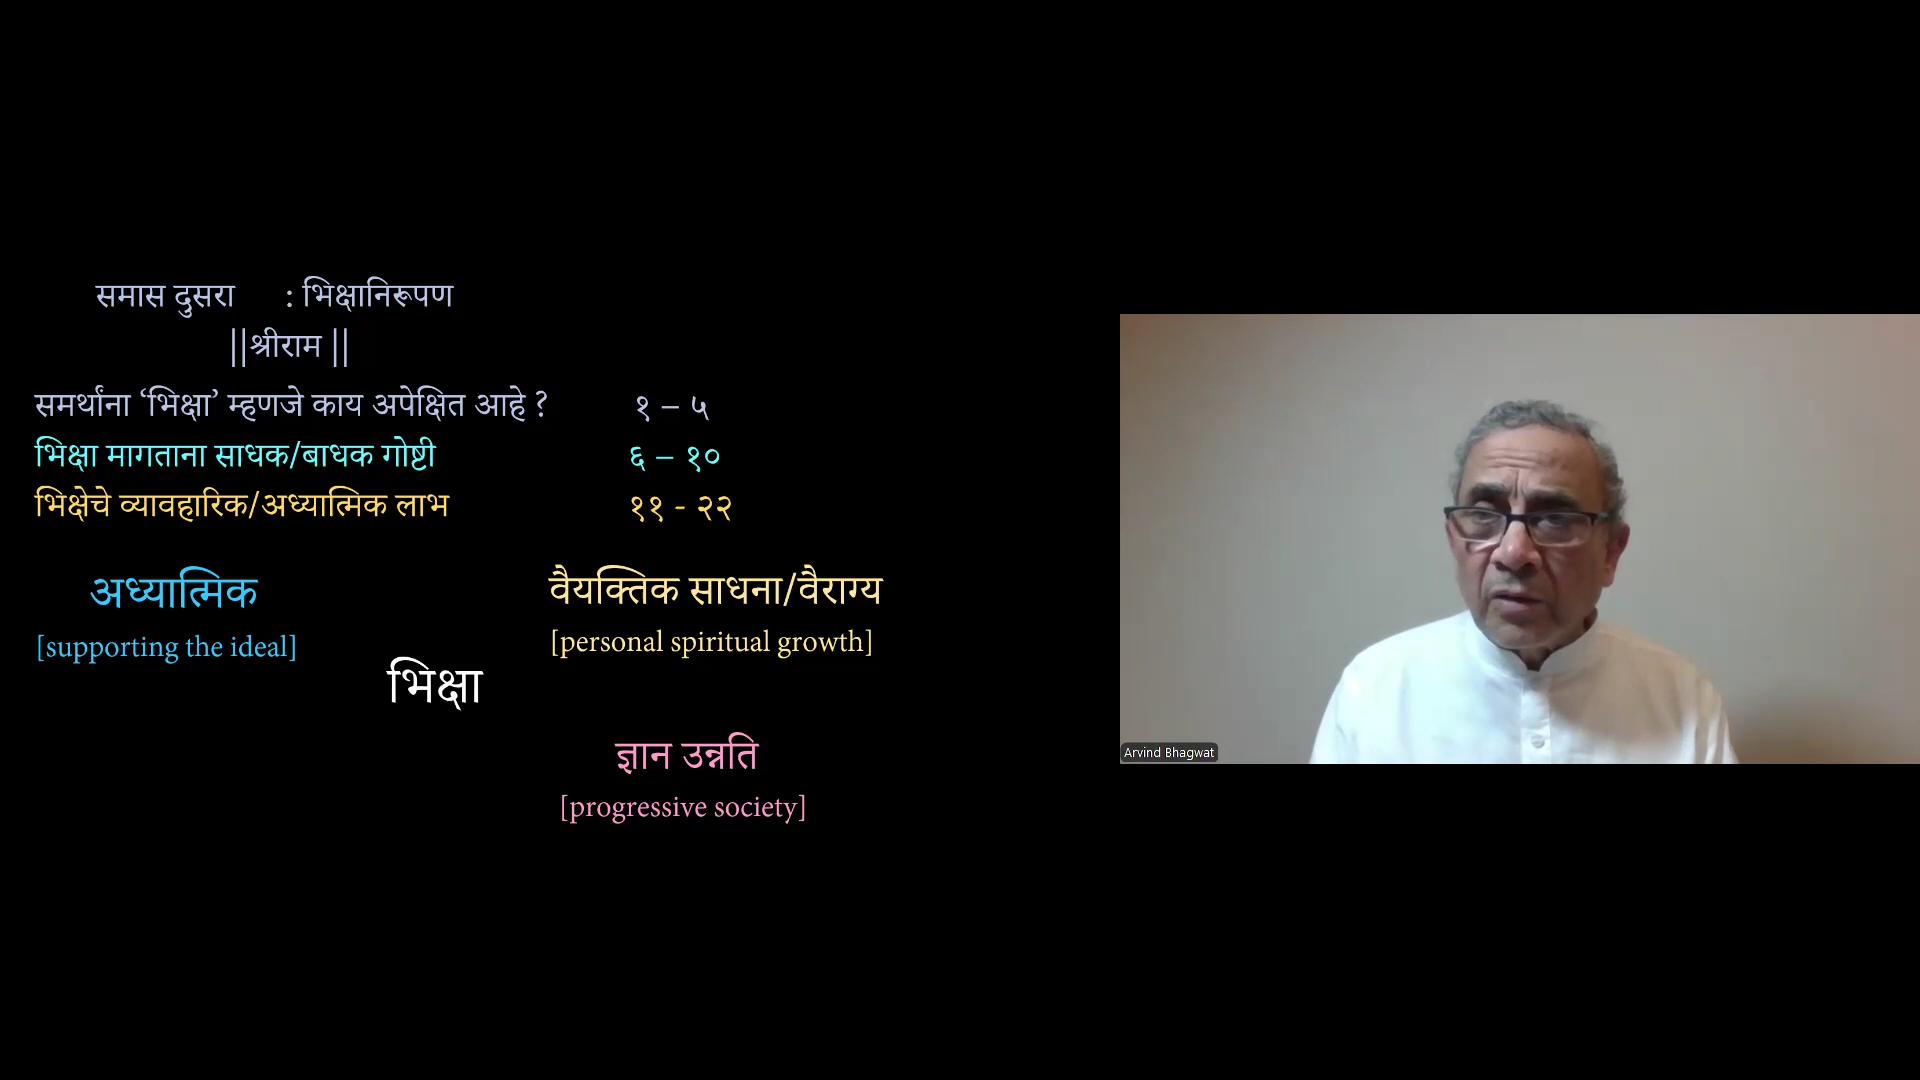 समास दुसरा : भिक्षानिरूपण
||श्रीराम ||
समर्थांना ‘भिक्षा’ म्हणजे काय अपेक्षित आहे ? १ – ५
भिक्षा मागताना साधक/बाधक गोष्टी ६ – १०
भिक्षेचे व्यावहारिक/अध्यात्मिक लाभ ११ - २२
अध्यात्मिक
[supporting the ideal]
वैयक्तिक साधना/वैराग्य
[personal spiritual growth]
भिक्षा
ज्ञान उन्नति
[progressive society]
Arvind Bhagwat